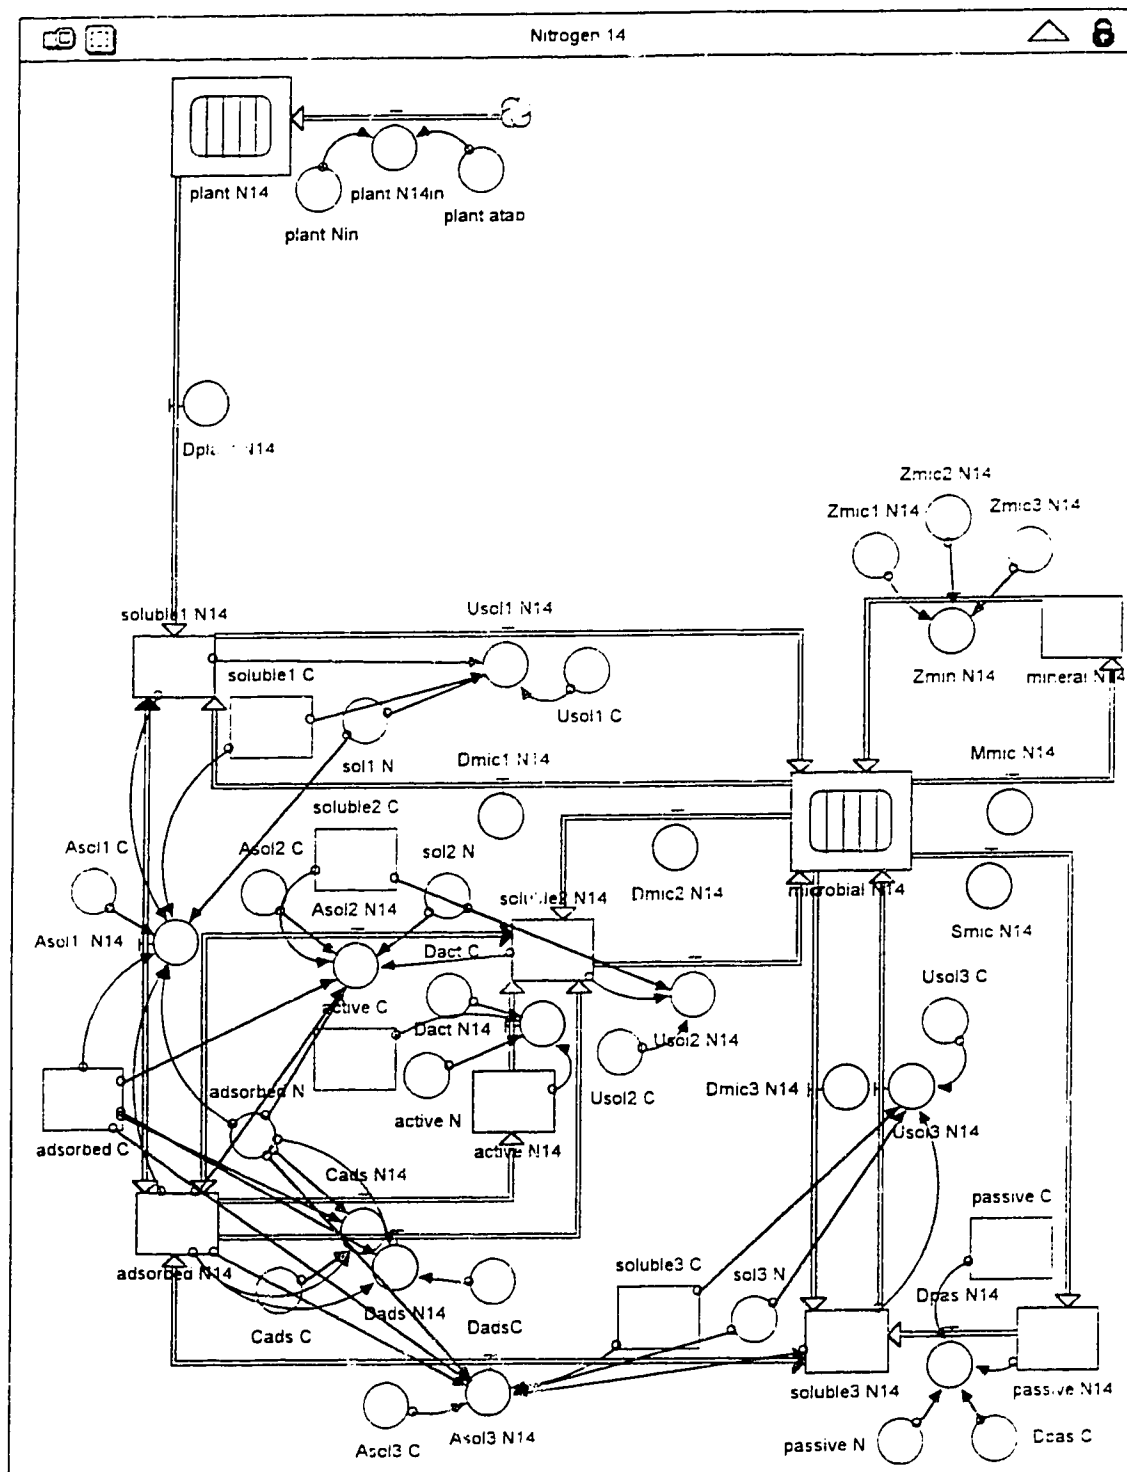 Nitrogen 14
plant N14
plant N14in
plant Nin
Zmic2 N14
Zmic1 N14
Zmic3 N14
soluble1 N14
Usol1 N14
soluble1 C
Usol1 C
Zmin N14
mineral N14
sol1 N
Dmic1 N14
Mmic N14
soluble2 C
Asol1 C
Asol2 C
sol2 N
Dmic2 N14
microbial N14
Asol2 N14
soluble2 N14
Asol1 N14
Smic N14
Dact C
Usol3 C
active C
Dact N14
Usol2 N14
adsorbed N
Dmic3 N14
Usol2 C
active N
adsorbed C
active N14
Usol3 N14
Cads N14
passive C
soluble3 C
sol3 N
adsorbed N14
Dpas N14
Dads N14
DadsC
Cads C
soluble3 N14
passive N14
Asol3 C
Asol3 N14
passive N
Dpas C